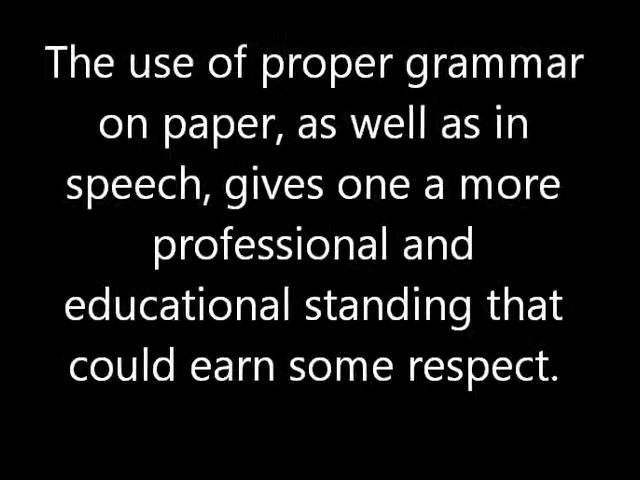 The use of proper grammar
on paper, as well as in
speech, gives one a more
professional and
educational standing that
could earn some respect.